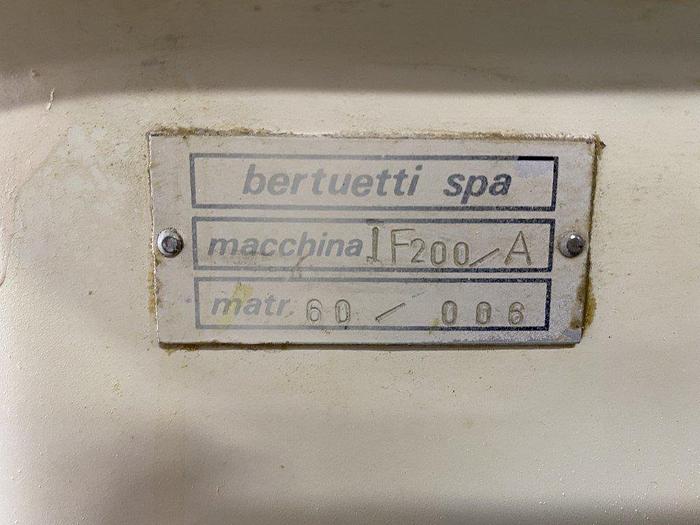 bertuetti spa
macchina IF200/A
matr. 60/006